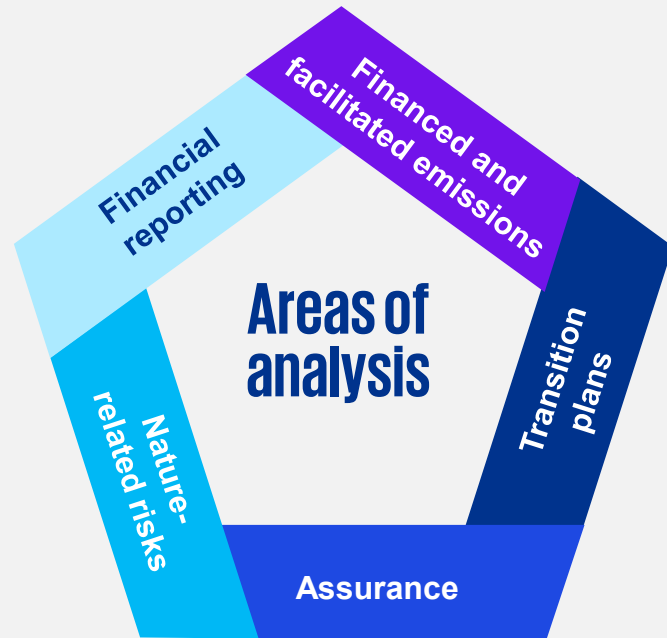 Financed and
facilitated emissions
Financial
reporting
Areas of
analysis
Transition
plans
Nature-
related risks
Assurance